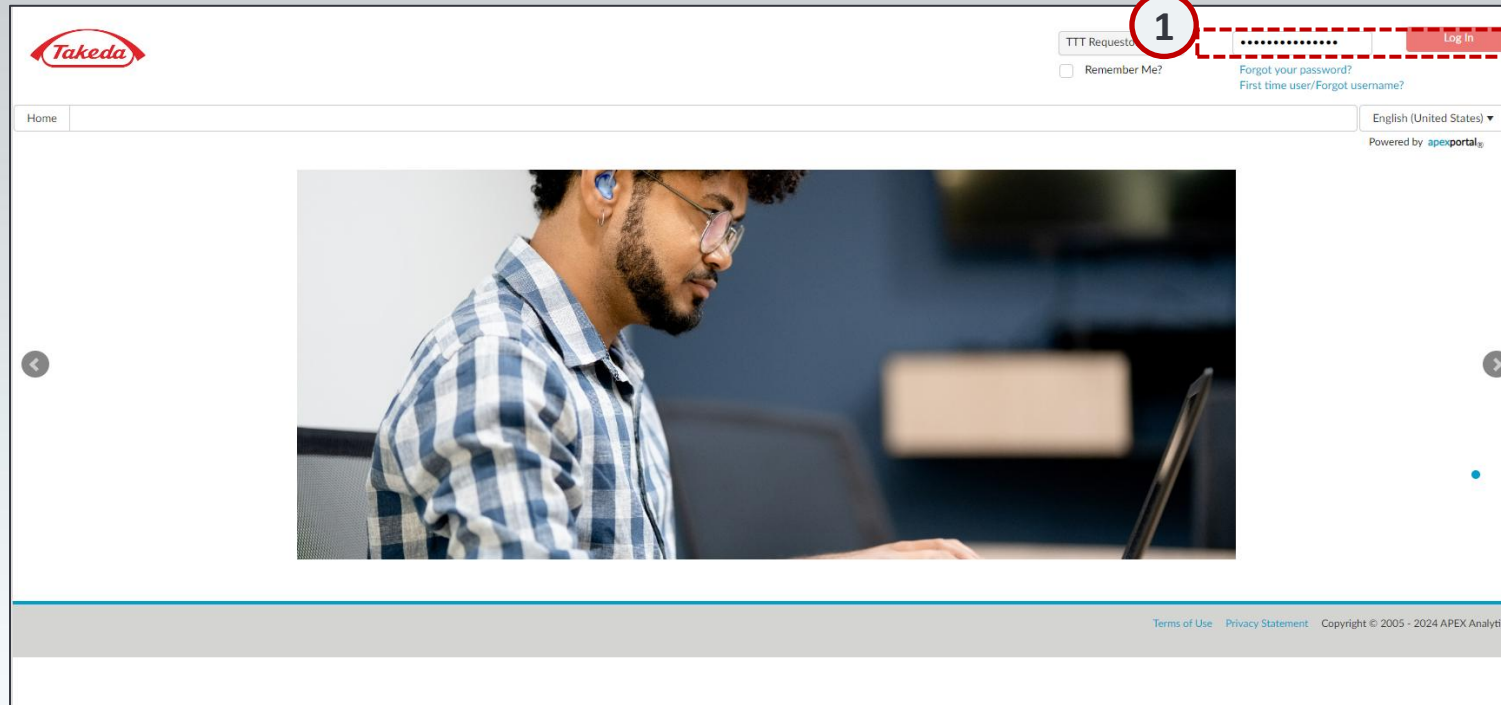 Takeda
1
TTT Requesto
•••••••••••••••
Log In
Remember Me?
Forgot your password?
First time user/Forgot username?
Home
English (United States) ▾
Powered by apexportal®
Terms of Use Privacy Statement Copyright © 2005 - 2024 APEX Analyti